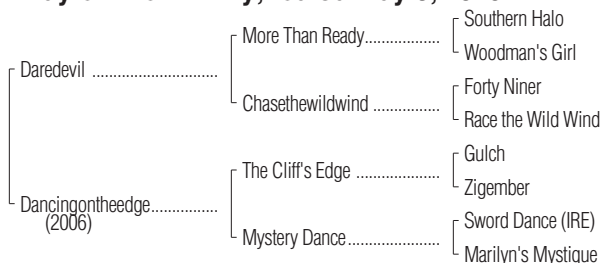 Southern Halo
More Than Ready..................
Woodman's Girl
Daredevil ..............................
Forty Niner
Chasethewildwind ................
Race the Wild Wind
Gulch
The Cliff's Edge ....................
Zigember
Dancingontheedge................
(2006)
Sword Dance (IRE)
Mystery Dance......................
Marilyn's Mystique